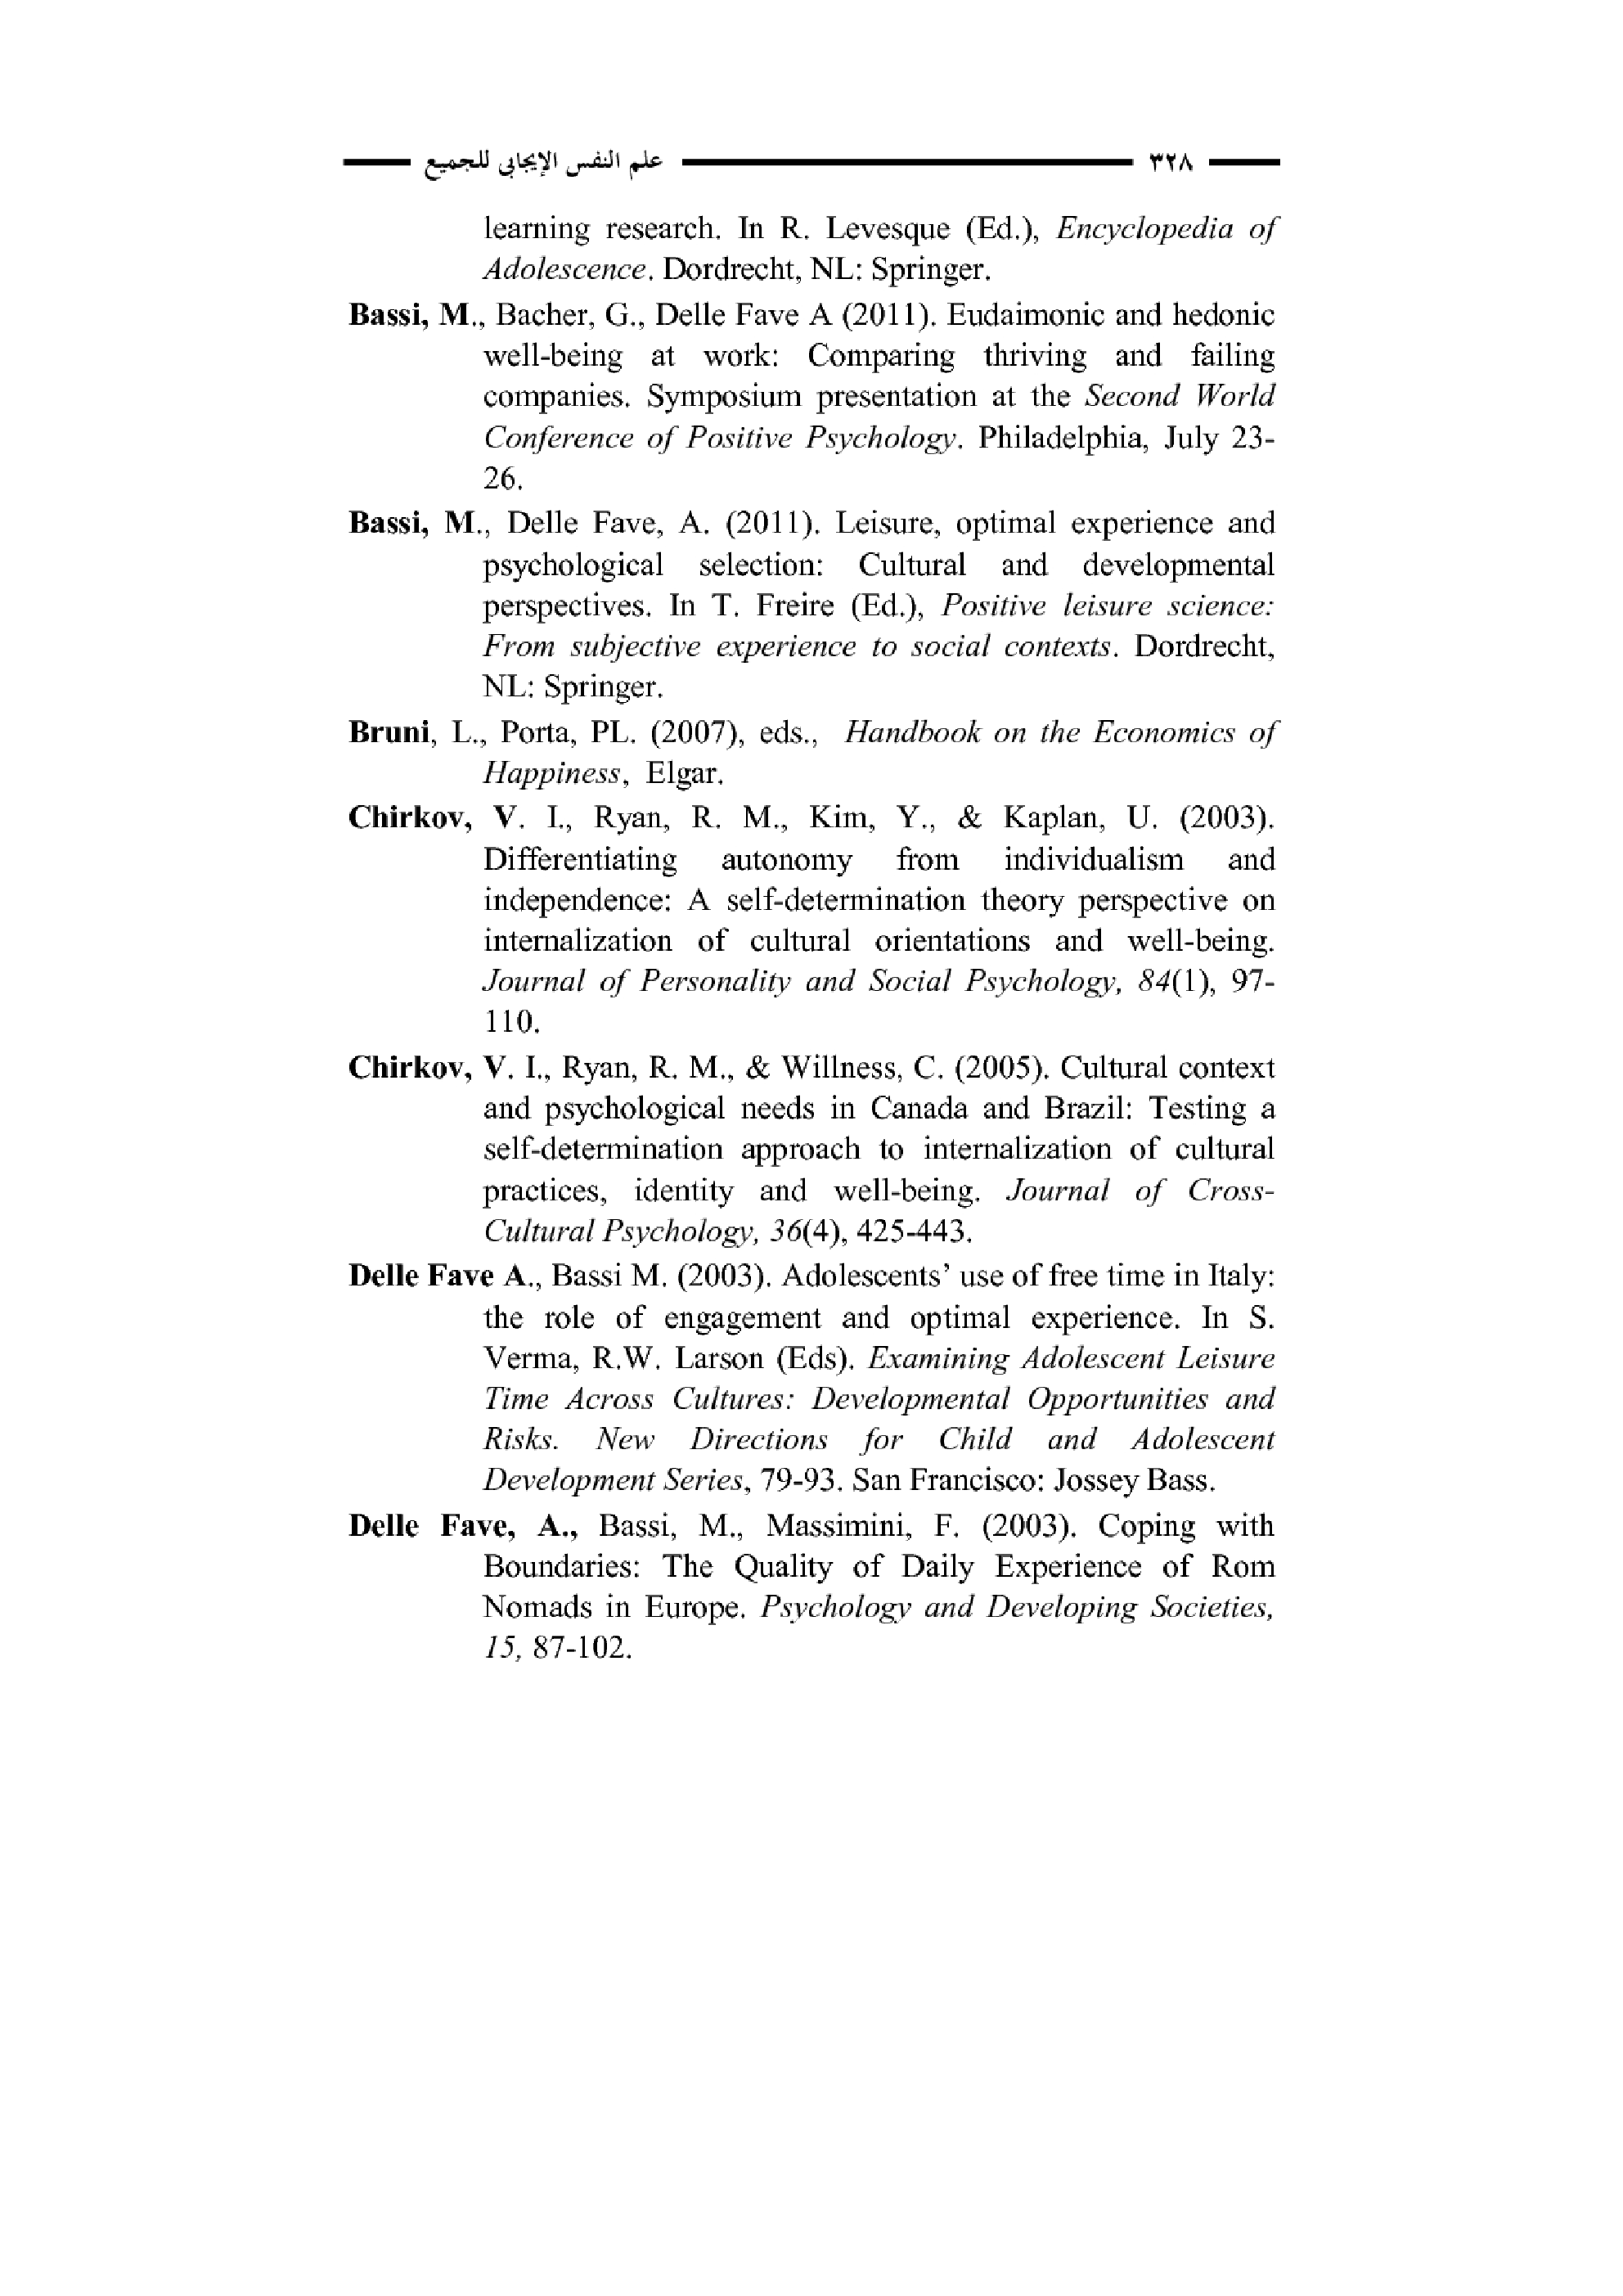 ٣٢٨ علم النفس الإيجابي للجميع
learning research. In R. Levesque (Ed.), Encyclopedia of
Adolescence. Dordrecht, NL: Springer.
Bassi, M., Bacher, G., Delle Fave A (2011). Eudaimonic and hedonic
well-being at work: Comparing thriving and failing
companies. Symposium presentation at the Second World
Conference of Positive Psychology. Philadelphia, July 23-
26.
Bassi, M., Delle Fave, A. (2011). Leisure, optimal experience and
psychological selection: Cultural and developmental
perspectives. In T. Freire (Ed.), Positive leisure science:
From subjective experience to social contexts. Dordrecht,
NL: Springer.
Bruni, L., Porta, PL. (2007), eds., Handbook on the Economics of
Happiness, Elgar.
Chirkov, V. I., Ryan, R. M., Kim, Y., & Kaplan, U. (2003).
Differentiating autonomy from individualism and
independence: A self-determination theory perspective on
internalization of cultural orientations and well-being.
Journal of Personality and Social Psychology, 84(1), 97-
110.
Chirkov, V. I., Ryan, R. M., & Willness, C. (2005). Cultural context
and psychological needs in Canada and Brazil: Testing a
self-determination approach to internalization of cultural
practices, identity and well-being. Journal of Cross-
Cultural Psychology, 36(4), 425-443.
Delle Fave A., Bassi M. (2003). Adolescents’ use of free time in Italy:
the role of engagement and optimal experience. In S.
Verma, R.W. Larson (Eds). Examining Adolescent Leisure
Time Across Cultures: Developmental Opportunities and
Risks. New Directions for Child and Adolescent
Development Series, 79-93. San Francisco: Jossey Bass.
Delle Fave, A., Bassi, M., Massimini, F. (2003). Coping with
Boundaries: The Quality of Daily Experience of Rom
Nomads in Europe. Psychology and Developing Societies,
15, 87-102.